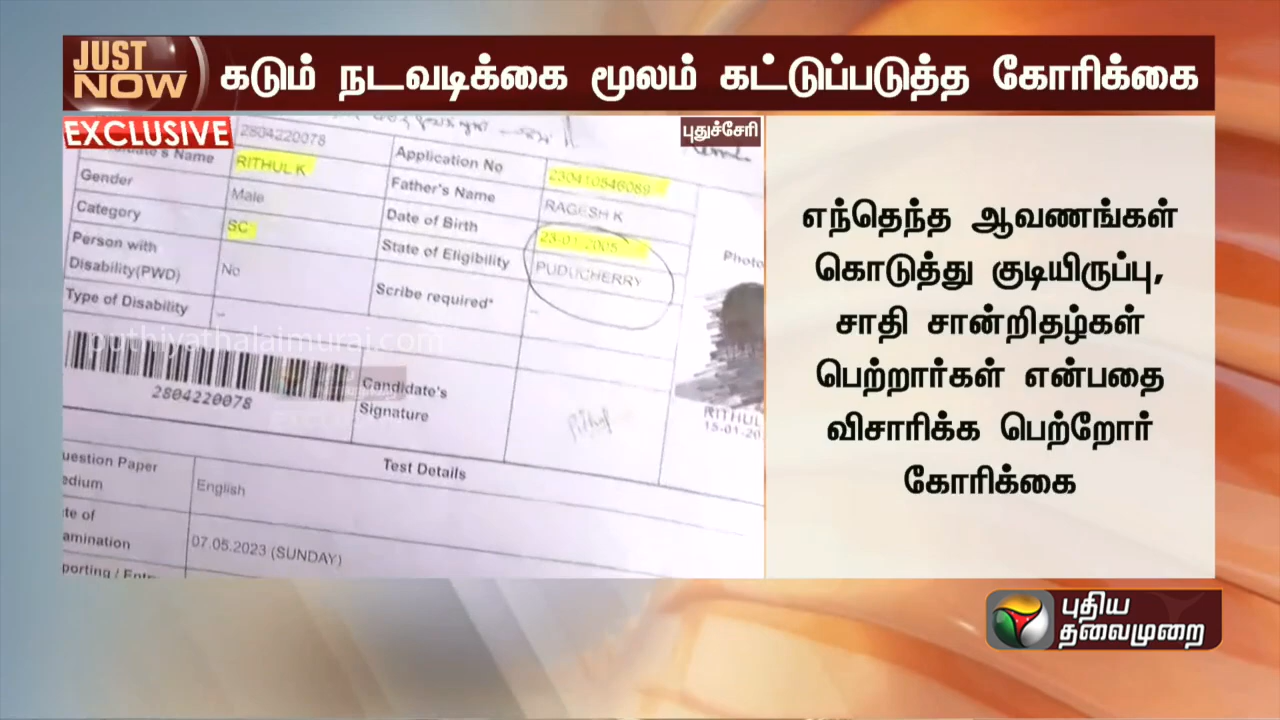 JUST
NOW
கடும் நடவடிக்கை மூலம் கட்டுப்படுத்த கோரிக்கை
EXCLUSIVE
புதுச்சேரி
2804220078
Name
RITHUL K
Application No
230410546089
Gender
Male
Father's Name
RAGESH K
Category
SC
Date of Birth
23-01-2005
Person with
Disability(PWD)
No
State of Eligibility
PUDUCHERRY
Type of Disability
Scribe required*
Photo
puthiyathalaimurai.com
2804220078
Candidate's
Signature
RITHUL
Test Details
Question Paper
Medium
English
07.05.2023 (SUNDAY)
எந்தெந்த ஆவணங்கள்
கொடுத்து குடியிருப்பு,
சாதி சான்றிதழ்கள்
பெற்றார்கள் என்பதை
விசாரிக்க பெற்றோர்
கோரிக்கை
புதிய
தலைமுறை